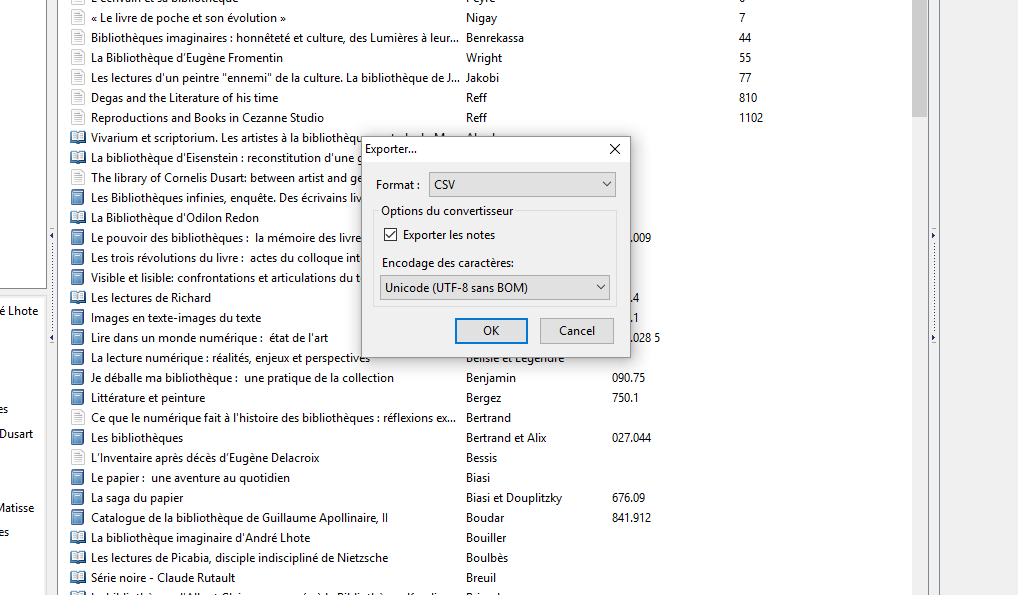 « Le livre de poche et son évolution » Nigay 7
Bibliothèques imaginaires : honnêteté et culture, des Lumières à leur... Benrekassa 44
La Bibliothèque d'Eugène Fromentin Wright 55
Les lectures d'un peintre "ennemi" de la culture. La bibliothèque de J... Jakobi 77
Degas and the Literature of his time Reff 810
Reproductions and Books in Cezanne Studio Reff 1102
Vivarium et scriptorium. Les artistes à la bibliothèqu
La bibliothèque d'Eisenstein : reconstitution d'une g
The library of Cornelis Dusart: between artist and ge
Les Bibliothèques infinies, enquête. Des écrivains liv
La Bibliothèque d'Odilon Redon
Le pouvoir des bibliothèques : la mémoire des livre .009
Les trois révolutions du livre : actes du colloque int
Visible et lisible: confrontations et articulations du t
Les lectures de Richard .4
Images en texte-images du texte .1
Lire dans un monde numérique : état de l'art .028 5
La lecture numérique : réalités, enjeux et perspectives Belisle et Legendre
Je déballe ma bibliothèque : une pratique de la collection Benjamin 090.75
Littérature et peinture Bergez 750.1
Ce que le numérique fait à l'histoire des bibliothèques : réflexions ex... Bertrand
Les bibliothèques Bertrand et Alix 027.044
L'Inventaire après décès d'Eugène Delacroix Bessis
Le papier : une aventure au quotidien Biasi
La saga du papier Biasi et Douplitzky 676.09
Catalogue de la bibliothèque de Guillaume Apollinaire, II Boudar 841.912
La bibliothèque imaginaire d'André Lhote Bouiller
Les lectures de Picabia, disciple indiscipliné de Nietzsche Boulbès
Série noire - Claude Rutault Breuil
Exporter...
Format : CSV
Options du convertisseur
Exporter les notes
Encodage des caractères:
Unicode (UTF-8 sans BOM)
OK Cancel
é Lhote
es
Dusart
Matisse
es